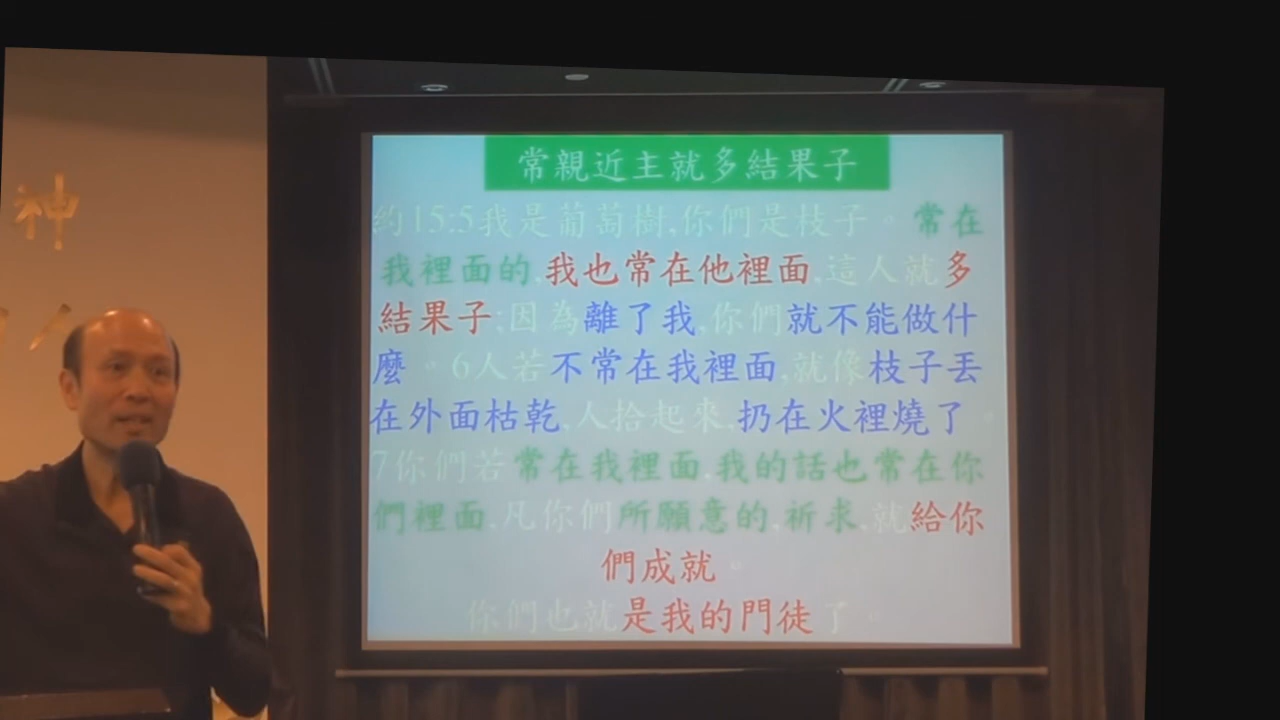 神
常親近主就多結果子
約15:5我是葡萄樹,你們是枝子。常在
我裡面的,我也常在他裡面,這人就多
結果子;因為離了我,你們就不能做什
麼。6人若不常在我裡面,就像枝子丟
在外面枯乾,人拾起來,扔在火裡燒了。
7你們若常在我裡面,我的話也常在你
們裡面,凡你們所願意的,祈求,就給你
們成就。
你們也就是我的門徒了。